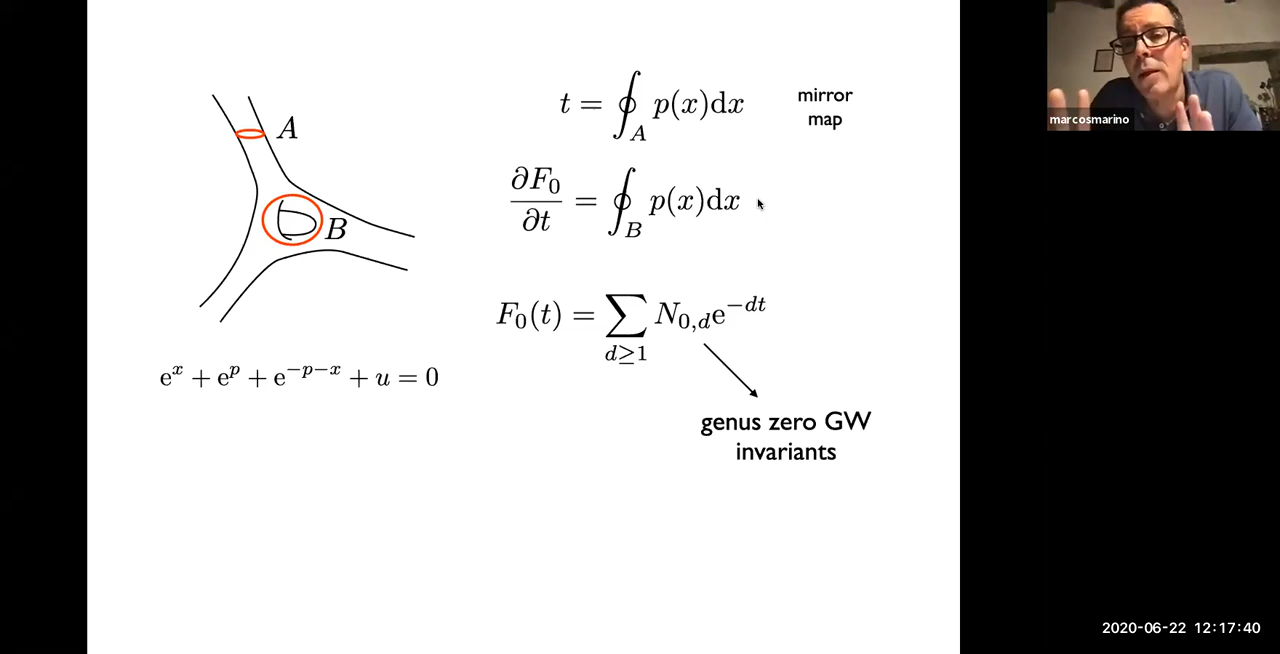 A
B
e^x + e^p + e^{-p-x} + u = 0
t = ∮_A p(x)dx
mirror
map
∂F_0/∂t = ∮_B p(x)dx
F_0(t) = ∑_{d≥1} N_{0,d} e^{-dt}
genus zero GW
invariants
marcosmarino
2020-06-22 12:17:40